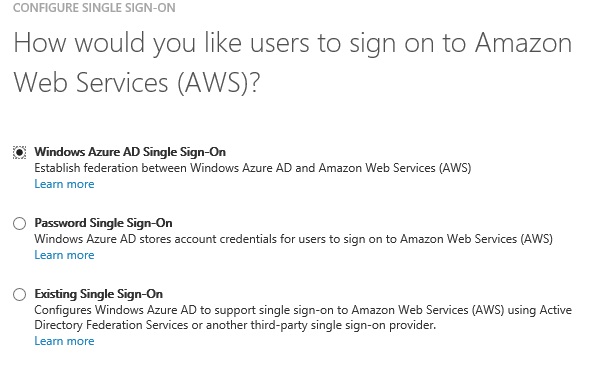 CONFIGURE SINGLE SIGN-ON
How would you like users to sign on to Amazon
Web Services (AWS)?
Windows Azure AD Single Sign-On
Establish federation between Windows Azure AD and Amazon Web Services (AWS)
Learn more
Password Single Sign-On
Windows Azure AD stores account credentials for users to sign on to Amazon Web Services (AWS)
Learn more
Existing Single Sign-On
Configures Windows Azure AD to support single sign-on to Amazon Web Services (AWS) using Active
Directory Federation Services or another third-party single sign-on provider.
Learn more